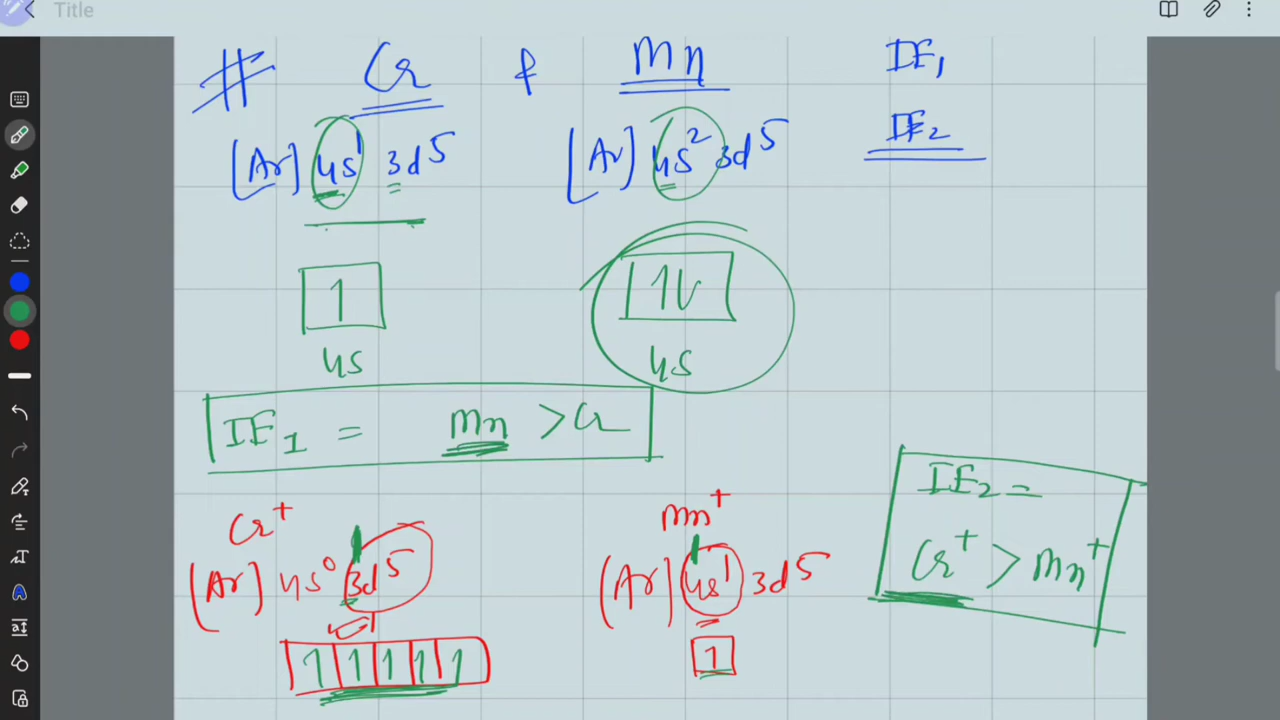 Title
# Cr & Mn IE1
[Ar] 4s1 3d5 [Ar] 4s2 3d5 IE2
1 1l
4s 4s
IE1 = Mn > Cr
IE2 =
Cr+ > Mn+
Cr+ Mn+
[Ar] 4s0 3d5 [Ar] 4s1 3d5
1 1 1 1 1 1